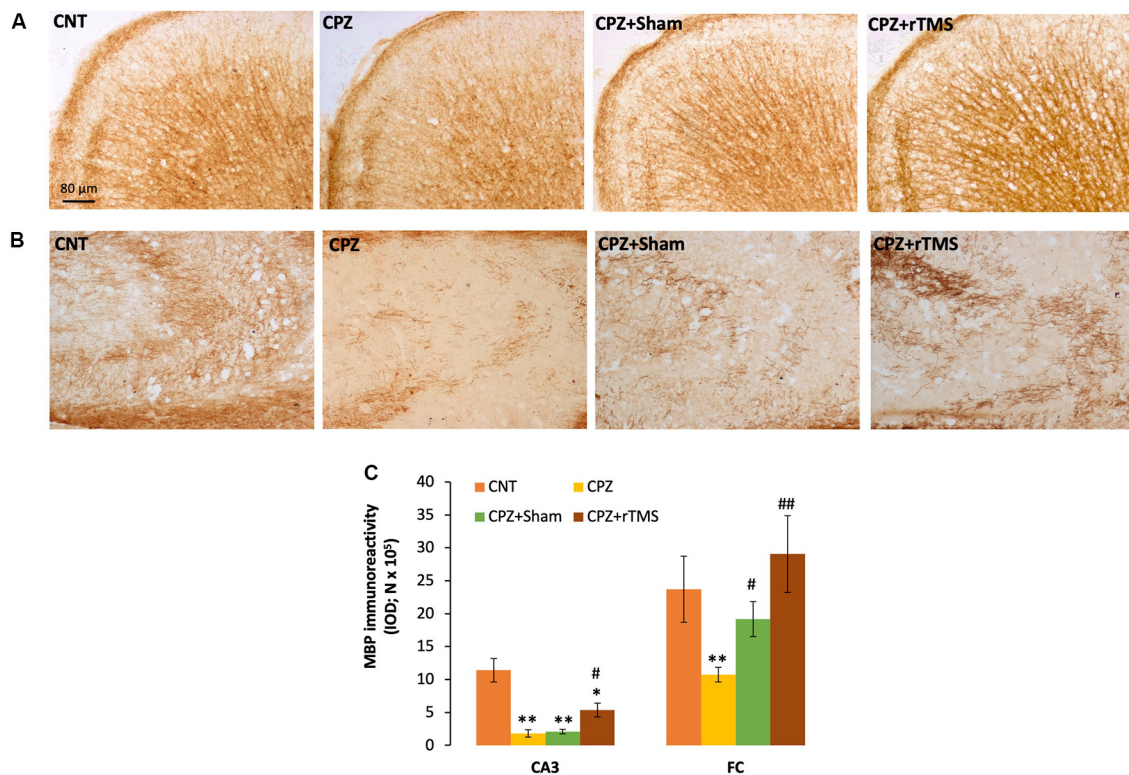 A
CNT
CPZ
CPZ+Sham
CPZ+rTMS
80 µm
B
CNT
CPZ
CPZ+Sham
CPZ+rTMS
C
MBP immunoreactivity
(IOD; N x 10⁵)
40
35
30
25
20
15
10
5
0
CNT
CPZ
CPZ+Sham
CPZ+rTMS
**
**
#
*
**
#
##
CA3
FC